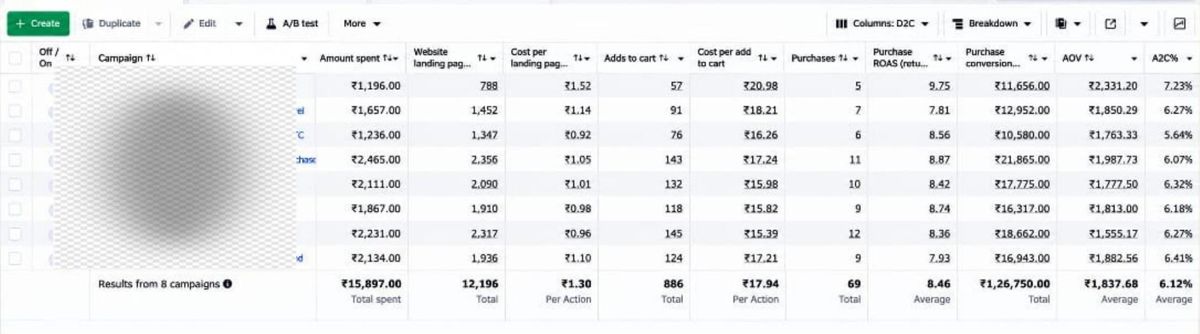 + Create Duplicate Edit A/B test More Columns: D2C Breakdown
Off / On Campaign Amount spent Website landing pag... Cost per landing pag... Adds to cart Cost per add to cart Purchases Purchase ROAS (retu... Purchase conversion... AOV A2C%
₹1,196.00 788 ₹1.52 57 ₹20.98 5 9.75 ₹11,656.00 ₹2,331.20 7.23%
₹1,657.00 1,452 ₹1.14 91 ₹18.21 7 7.81 ₹12,952.00 ₹1,850.29 6.27%
TC ₹1,236.00 1,347 ₹0.92 76 ₹16.26 6 8.56 ₹10,580.00 ₹1,763.33 5.64%
chase ₹2,465.00 2,356 ₹1.05 143 ₹17.24 11 8.87 ₹21,865.00 ₹1,987.73 6.07%
₹2,111.00 2,090 ₹1.01 132 ₹15.98 10 8.42 ₹17,775.00 ₹1,777.50 6.32%
₹1,867.00 1,910 ₹0.98 118 ₹15.82 9 8.74 ₹16,317.00 ₹1,813.00 6.18%
₹2,231.00 2,317 ₹0.96 145 ₹15.39 12 8.36 ₹18,662.00 ₹1,555.17 6.27%
₹2,134.00 1,936 ₹1.10 124 ₹17.21 9 7.93 ₹16,943.00 ₹1,882.56 6.41%
Results from 8 campaigns ₹15,897.00 12,196 ₹1.30 886 ₹17.94 69 8.46 ₹1,26,750.00 ₹1,837.68 6.12%
Total spent Total Per Action Total Per Action Total Average Total Average Average